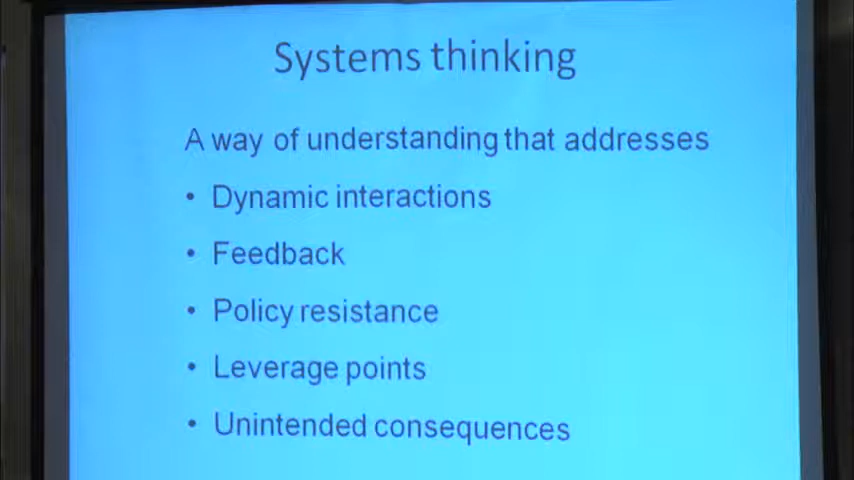 Systems thinking
A way of understanding that addresses
• Dynamic interactions
• Feedback
• Policy resistance
• Leverage points
• Unintended consequences